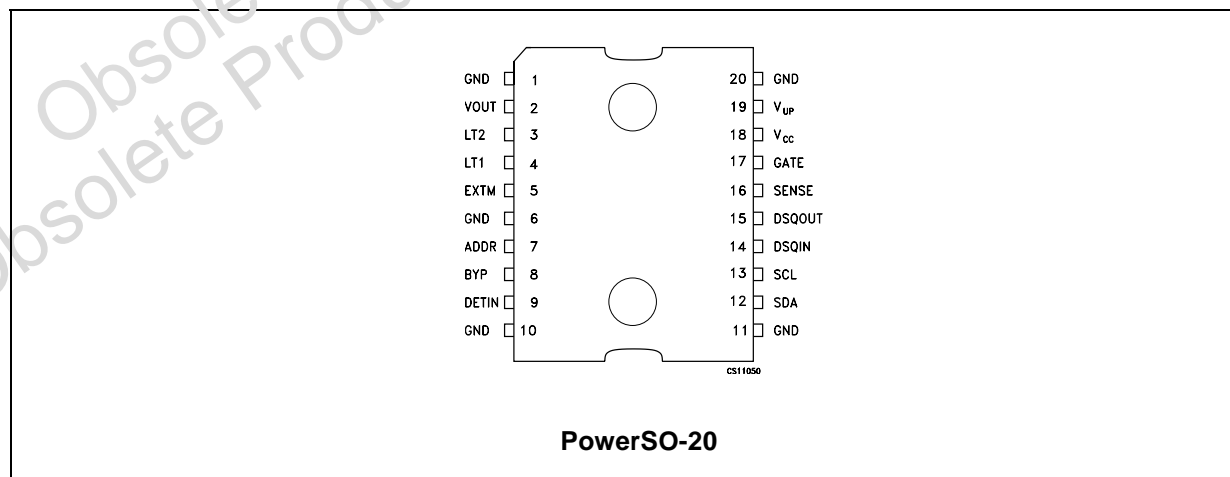 Obsolete
Obsolete Produ
GND 1 20 GND
VOUT 2 19 VUP
LT2 3 18 VCC
LT1 4 17 GATE
EXTM 5 16 SENSE
GND 6 15 DSQOUT
ADDR 7 14 DSQIN
BYP 8 13 SCL
DETIN 9 12 SDA
GND 10 11 GND
CS11050
PowerSO-20